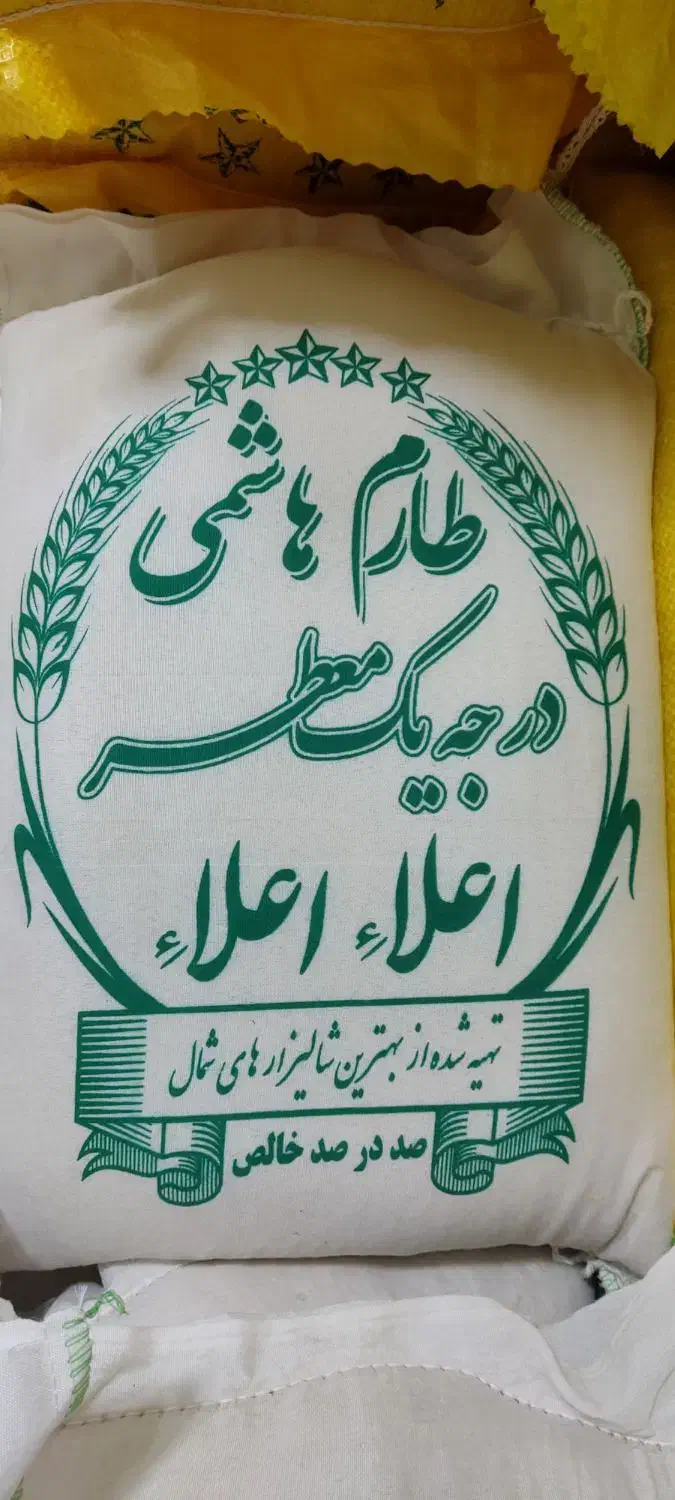 طارم هاشمی
درجه یک معطر
اعلاءِ اعلاءِ
تهیه شده از بهترین شالیزارهای شمال
صد در صد خالص